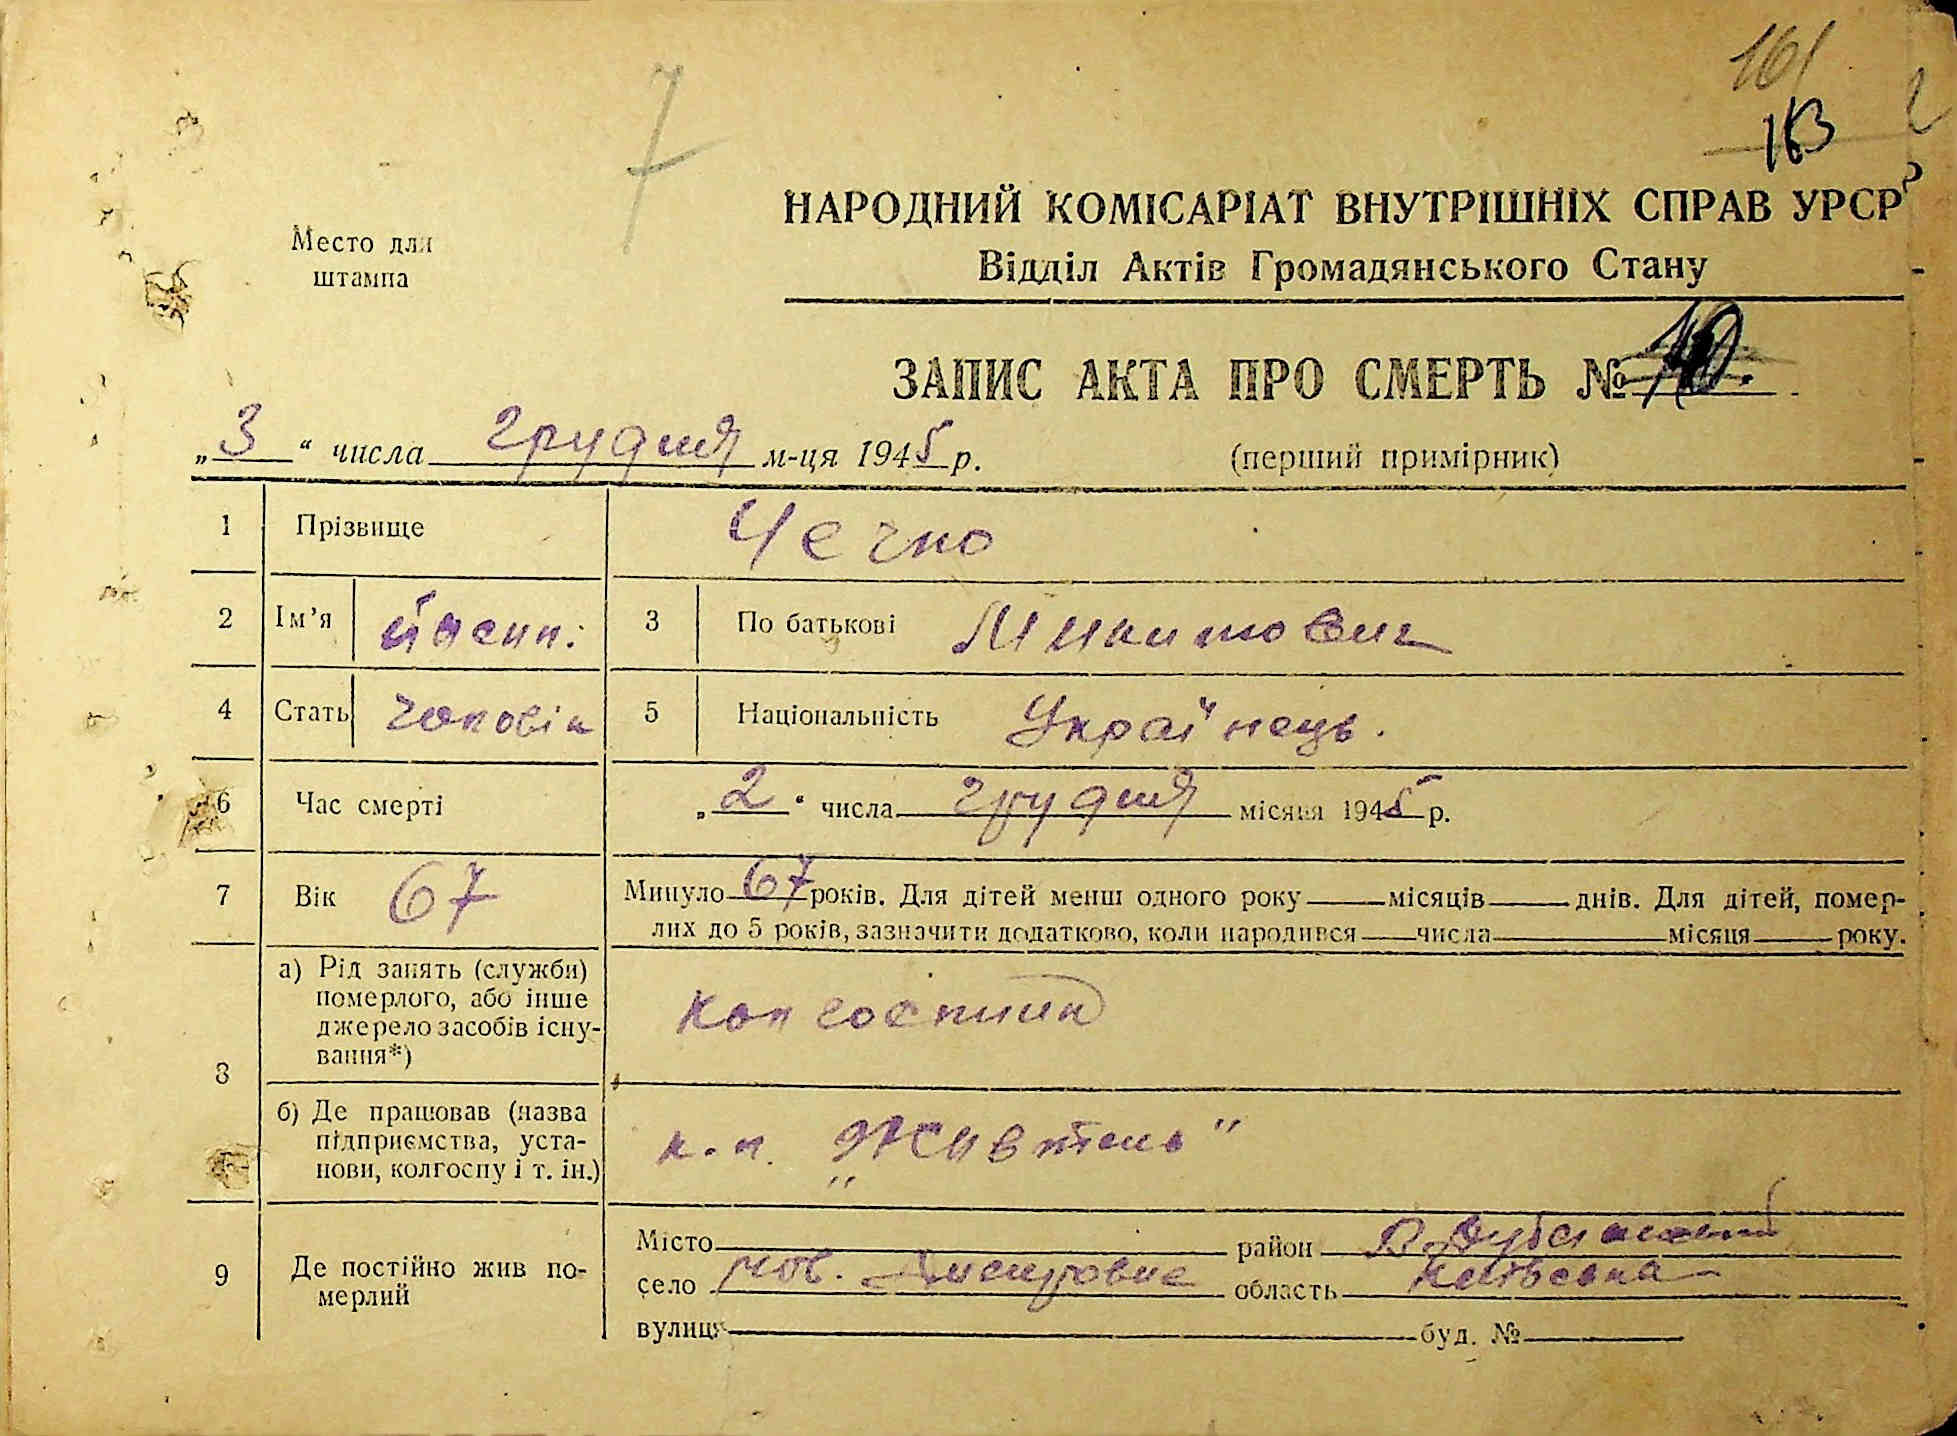 7
161
163
Место для
штампа
НАРОДНИЙ КОМІСАРІАТ ВНУТРІШНІХ СПРАВ УРСР
Відділ Актів Громадянського Стану
ЗАПИС АКТА ПРО СМЕРТЬ №
„3“ числа грудня м-ця 1945 р. (перший примірник)
1 Прізвище Чечко
2 Ім'я Йосип. 3 По батькові Микитович
4 Стать чоловік 5 Національність Українець.
6 Час смерті „2“ числа грудня місяця 1945 р.
7 Вік 67 Минуло 67 років. Для дітей менш одного року місяців днів. Для дітей, помер-
лих до 5 років, зазначити додатково, коли народився числа місяця року.
8 а) Рід занять (служби)
померлого, або інше
джерело засобів існу-
вання*)
колгоспник
б) Де працював (назва
підприємства, уста-
нови, колгоспу і т. ін.)
к-п. „Живтень"
9 Де постійно жив по-
мерлий
Місто район В-Дубечанський
село область Київська
вулиця буд. №